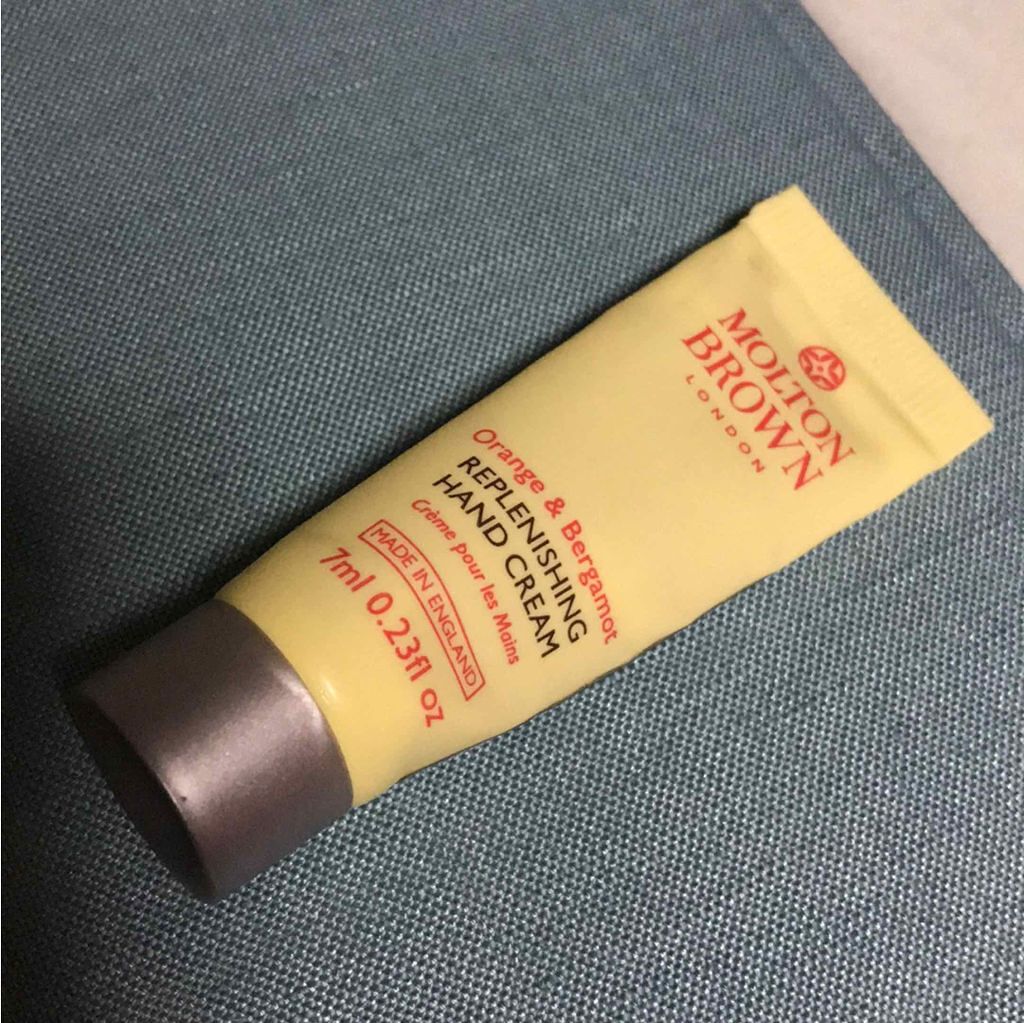 MOLTON
BROWN
LONDON
Orange & Bergamot
REPLENISHING
HAND CREAM
Crème pour les Mains
MADE IN ENGLAND
7ml 0.23fl oz